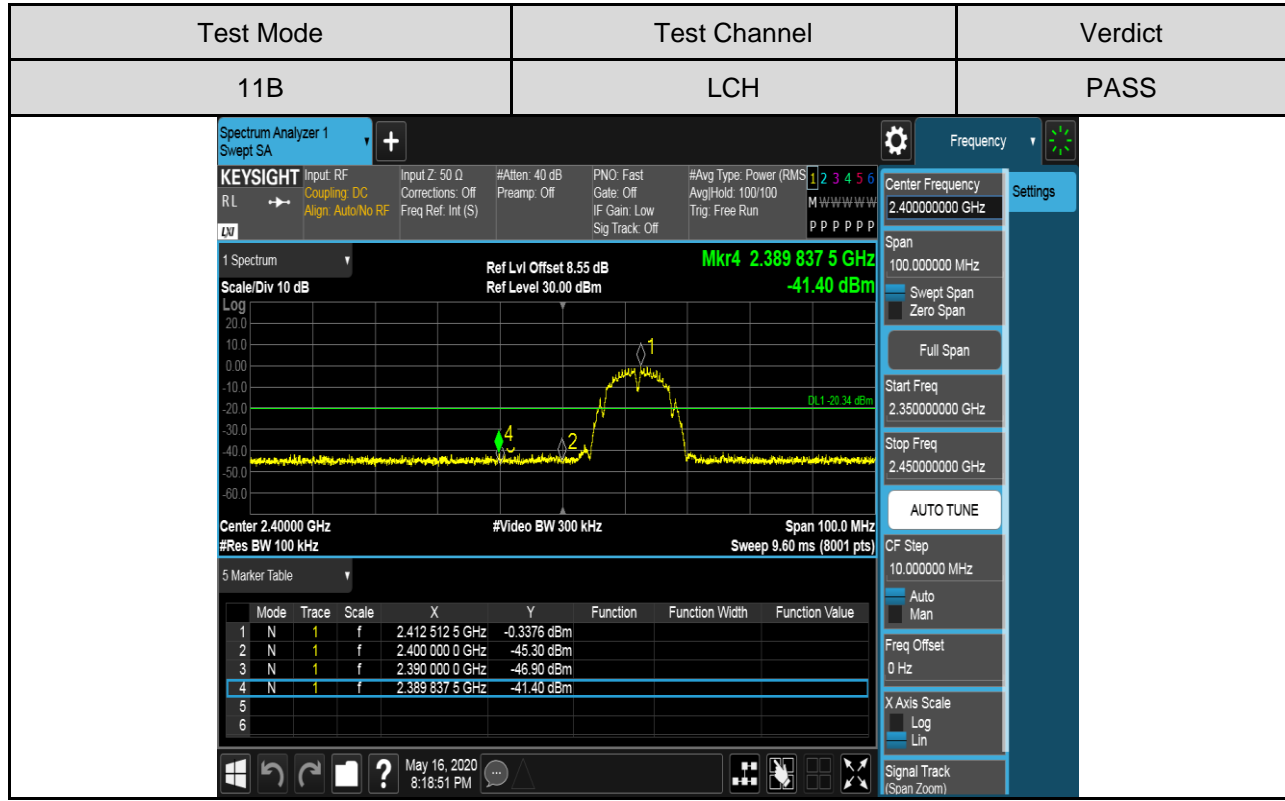 Test Mode Test Channel Verdict
11B LCH PASS
Spectrum Analyzer 1
Swept SA
+
Frequency
KEYSIGHT Input: RF Input Z: 50 Ω #Atten: 40 dB PNO: Fast #Avg Type: Power (RMS 1 2 3 4 5 6
RL Coupling: DC Corrections: Off Preamp: Off Gate: Off Avg|Hold: 100/100 M W W W W W
Align: Auto/No RF Freq Ref: Int (S) IF Gain: Low Trig: Free Run
LXI Sig Track: Off P P P P P P
1 Spectrum
Ref Lvl Offset 8.55 dB Mkr4 2.389 837 5 GHz
Scale/Div 10 dB Ref Level 30.00 dBm -41.40 dBm
Log
20.0
10.0
0.00
-10.0
-20.0
-30.0
-40.0
-50.0
-60.0
1
DL1 -20.34 dBm
4
2
Center 2.40000 GHz #Video BW 300 kHz Span 100.0 MHz
#Res BW 100 kHz Sweep 9.60 ms (8001 pts)
5 Marker Table
Mode Trace Scale X Y Function Function Width Function Value
1 N 1 f 2.412 512 5 GHz -0.3376 dBm
2 N 1 f 2.400 000 0 GHz -45.30 dBm
3 N 1 f 2.390 000 0 GHz -46.90 dBm
4 N 1 f 2.389 837 5 GHz -41.40 dBm
5
6
?
May 16, 2020
8:18:51 PM
Center Frequency
2.400000000 GHz
Settings
Span
100.000000 MHz
Swept Span
Zero Span
Full Span
Start Freq
2.350000000 GHz
Stop Freq
2.450000000 GHz
AUTO TUNE
CF Step
10.000000 MHz
Auto
Man
Freq Offset
0 Hz
X Axis Scale
Log
Lin
Signal Track
(Span Zoom)